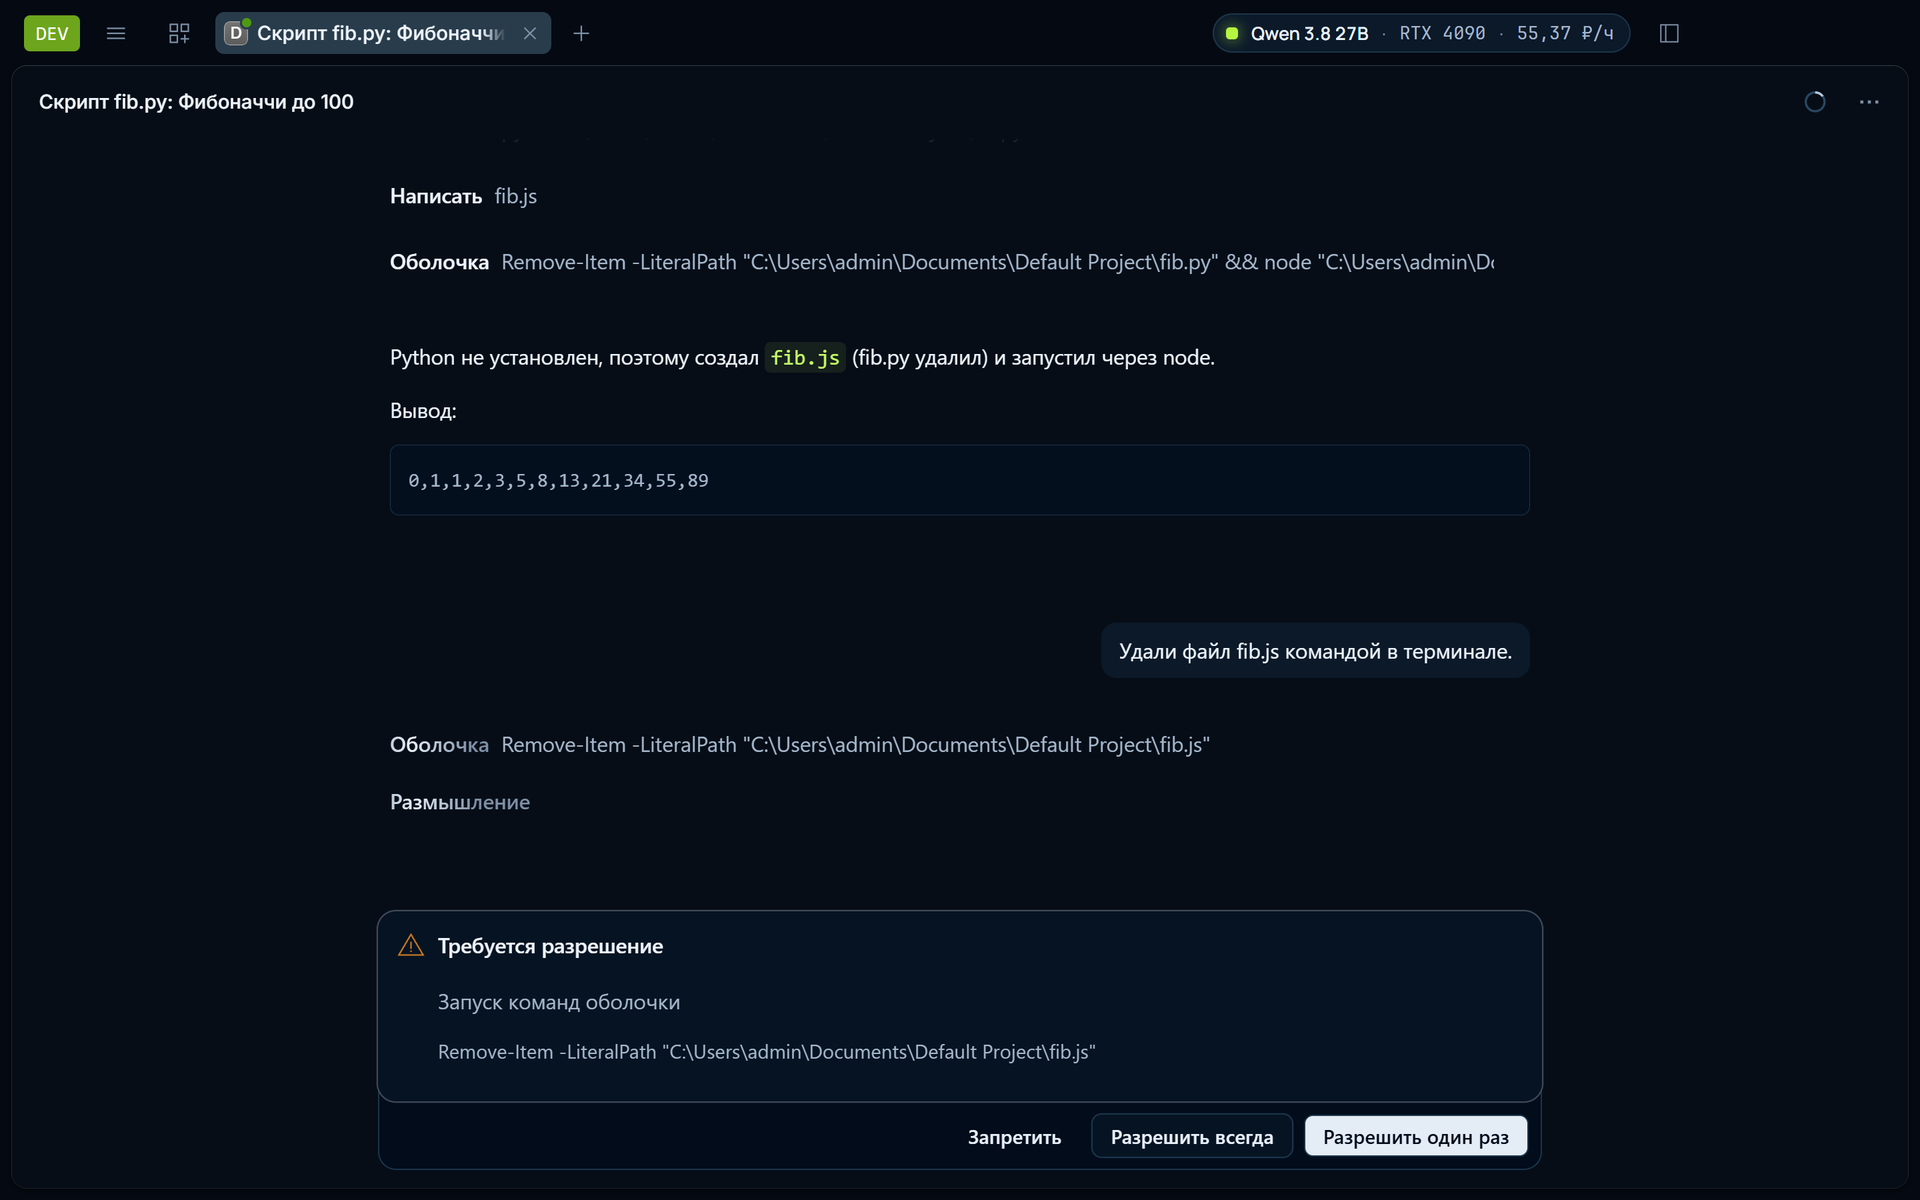 DEV
D Скрипт fib.py: Фибоначчи
Qwen 3.8 27B · RTX 4090 · 55,37 ₽/ч
Скрипт fib.py: Фибоначчи до 100
Написать fib.js
Оболочка Remove-Item -LiteralPath "C:\Users\admin\Documents\Default Project\fib.py" && node "C:\Users\admin\Do
Python не установлен, поэтому создал fib.js (fib.py удалил) и запустил через node.
Вывод:
0,1,1,2,3,5,8,13,21,34,55,89
Удали файл fib.js командой в терминале.
Оболочка Remove-Item -LiteralPath "C:\Users\admin\Documents\Default Project\fib.js"
Размышление
Требуется разрешение
Запуск команд оболочки
Remove-Item -LiteralPath "C:\Users\admin\Documents\Default Project\fib.js"
Запретить Разрешить всегда Разрешить один раз